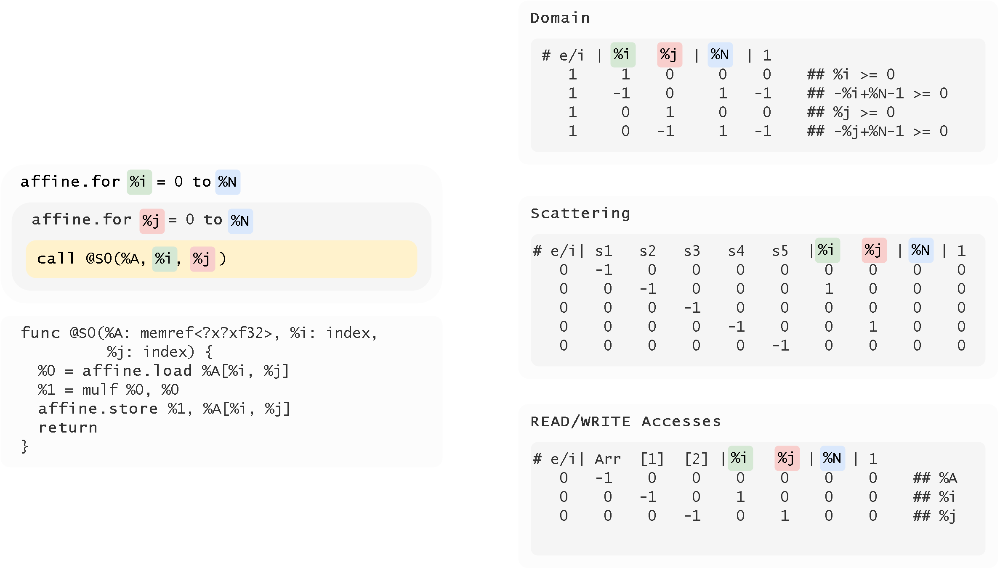 affine.for %i = 0 to %N
affine.for %j = 0 to %N
call @S0(%A, %i, %j )
func @S0(%A: memref<?x?xf32>, %i: index,
%j: index) {
%0 = affine.load %A[%i, %j]
%1 = mulf %0, %0
affine.store %1, %A[%i, %j]
return
}
Domain
# e/i | %i %j | %N | 1
1 1 0 0 0 ## %i >= 0
1 -1 0 1 -1 ## -%i+%N-1 >= 0
1 0 1 0 0 ## %j >= 0
1 0 -1 1 -1 ## -%j+%N-1 >= 0
Scattering
# e/i| s1 s2 s3 s4 s5 |%i %j | %N | 1
0 -1 0 0 0 0 0 0 0 0
0 0 -1 0 0 0 1 0 0 0
0 0 0 -1 0 0 0 0 0 0
0 0 0 0 -1 0 0 1 0 0
0 0 0 0 0 -1 0 0 0 0
READ/WRITE Accesses
# e/i| Arr [1] [2] |%i %j | %N | 1
0 -1 0 0 0 0 0 0 ## %A
0 0 -1 0 1 0 0 0 ## %i
0 0 0 -1 0 1 0 0 ## %j